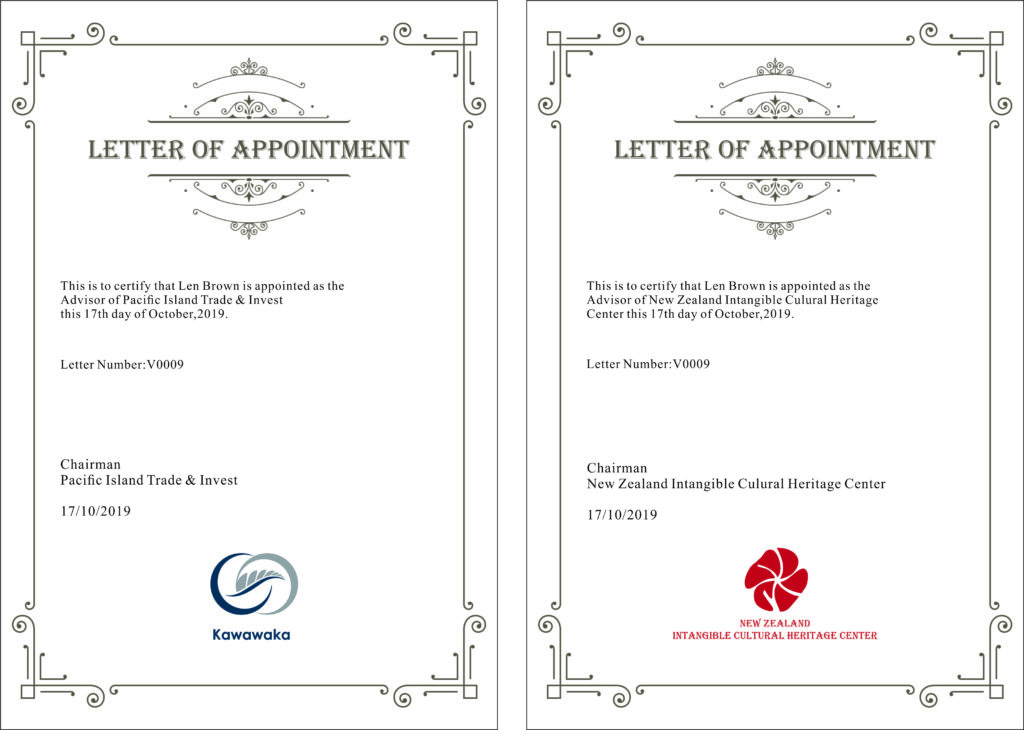 LETTER OF APPOINTMENT
This is to certify that Len Brown is appointed as the
Advisor of Pacific Island Trade & Invest
this 17th day of October,2019.
Letter Number:V0009
Chairman
Pacific Island Trade & Invest
17/10/2019
Kawawaka
LETTER OF APPOINTMENT
This is to certify that Len Brown is appointed as the
Advisor of New Zealand Intangible Culural Heritage
Center this 17th day of October,2019.
Letter Number:V0009
Chairman
New Zealand Intangible Culural Heritage Center
17/10/2019
NEW ZEALAND
INTANGIBLE CULTURAL HERITAGE CENTER